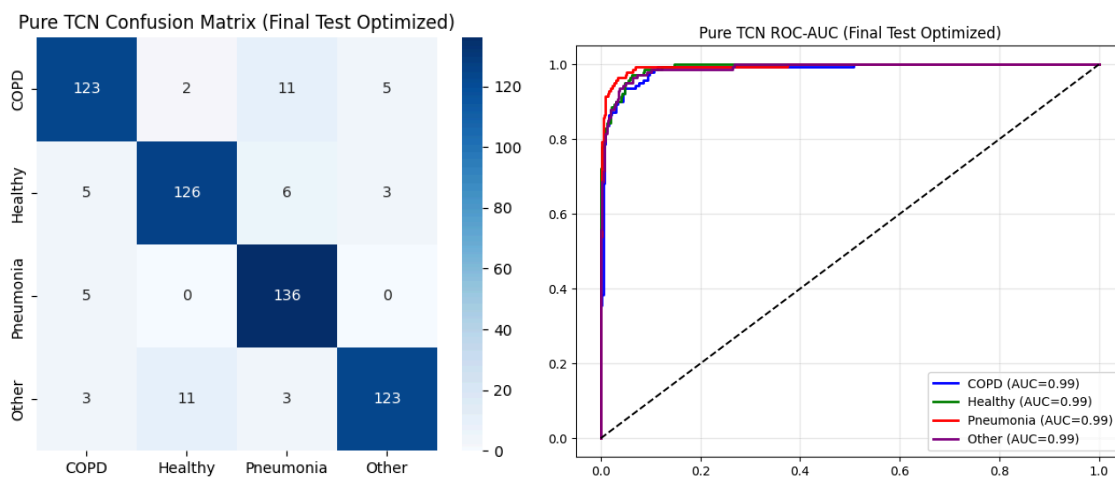 Pure TCN Confusion Matrix (Final Test Optimized)
COPD 123 2 11 5
Healthy 5 126 6 3
Pneumonia 5 0 136 0
Other 3 11 3 123
COPD Healthy Pneumonia Other
120
100
80
60
40
20
0
Pure TCN ROC-AUC (Final Test Optimized)
1.0
0.8
0.6
0.4
0.2
0.0
COPD (AUC=0.99)
Healthy (AUC=0.99)
Pneumonia (AUC=0.99)
Other (AUC=0.99)
0.0 0.2 0.4 0.6 0.8 1.0